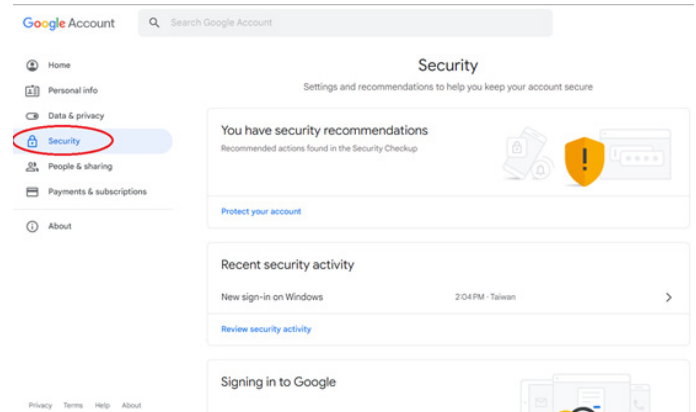 Google Account
Search Google Account
Home
Personal info
Data & privacy
Security
People & sharing
Payments & subscriptions
About
Privacy Terms Help About
Security
Settings and recommendations to help you keep your account secure
You have security recommendations
Recommended actions found in the Security Checkup
Protect your account
Recent security activity
New sign-in on Windows 2:04 PM · Taiwan
Review security activity
Signing in to Google